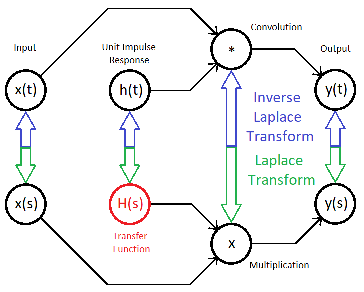 Input
Unit Impulse
Response
Convolution
Output
*
x(t)
h(t)
y(t)
Inverse
Laplace
Transform
Laplace
Transform
x(s)
H(s)
y(s)
Transfer
Function
x
Multiplication